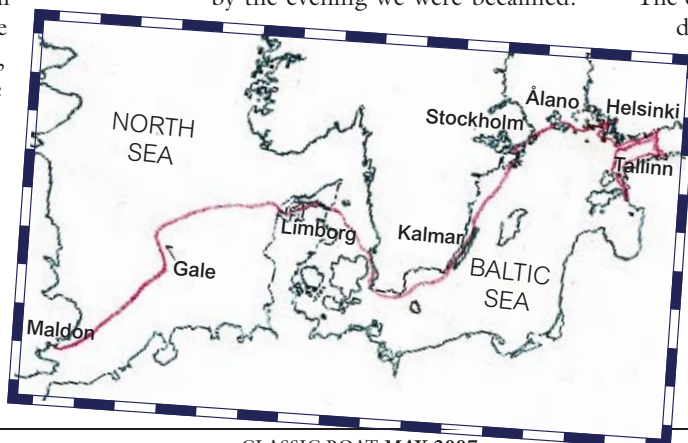 by the evening we were becalmed.
The
d
e
,
NORTH
SEA
Stockholm
Ålano
Helsinki
Tallinn
Limborg
Kalmar
BALTIC
SEA
Gale
Maldon
CLASSIC BOAT MAY 2007